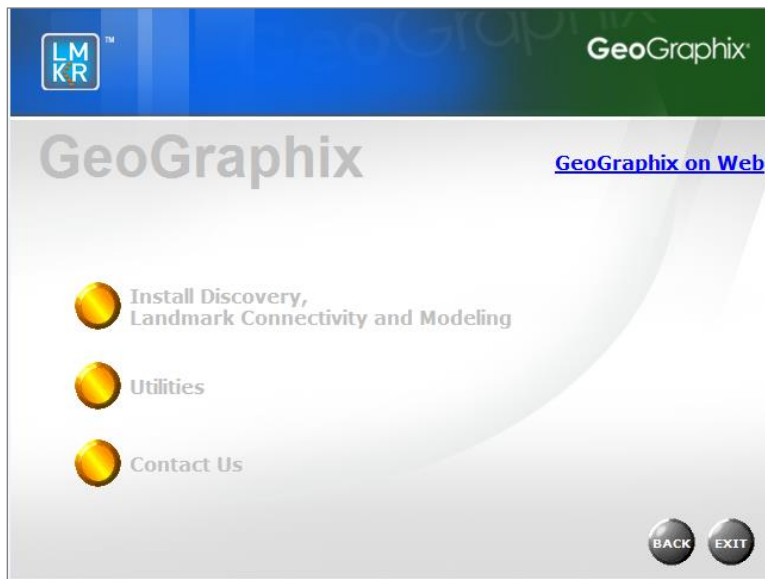 LM
KR
TM
GeoGraphix
GeoGraphix
GeoGraphix®
GeoGraphix on Web
Install Discovery,
Landmark Connectivity and Modeling
Utilities
Contact Us
BACK
EXIT